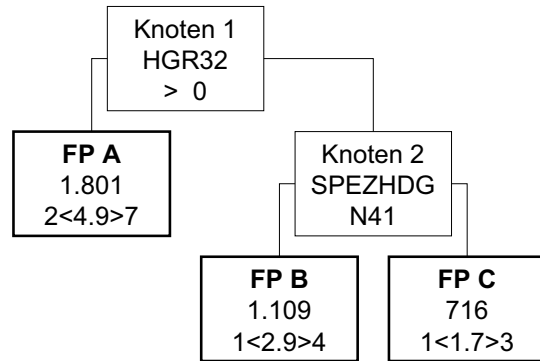 Knoten 1
HGR32
> 0
FP A
1.801
2<4.9>7
Knoten 2
SPEZHDG
N41
FP B
1.109
1<2.9>4
FP C
716
1<1.7>3